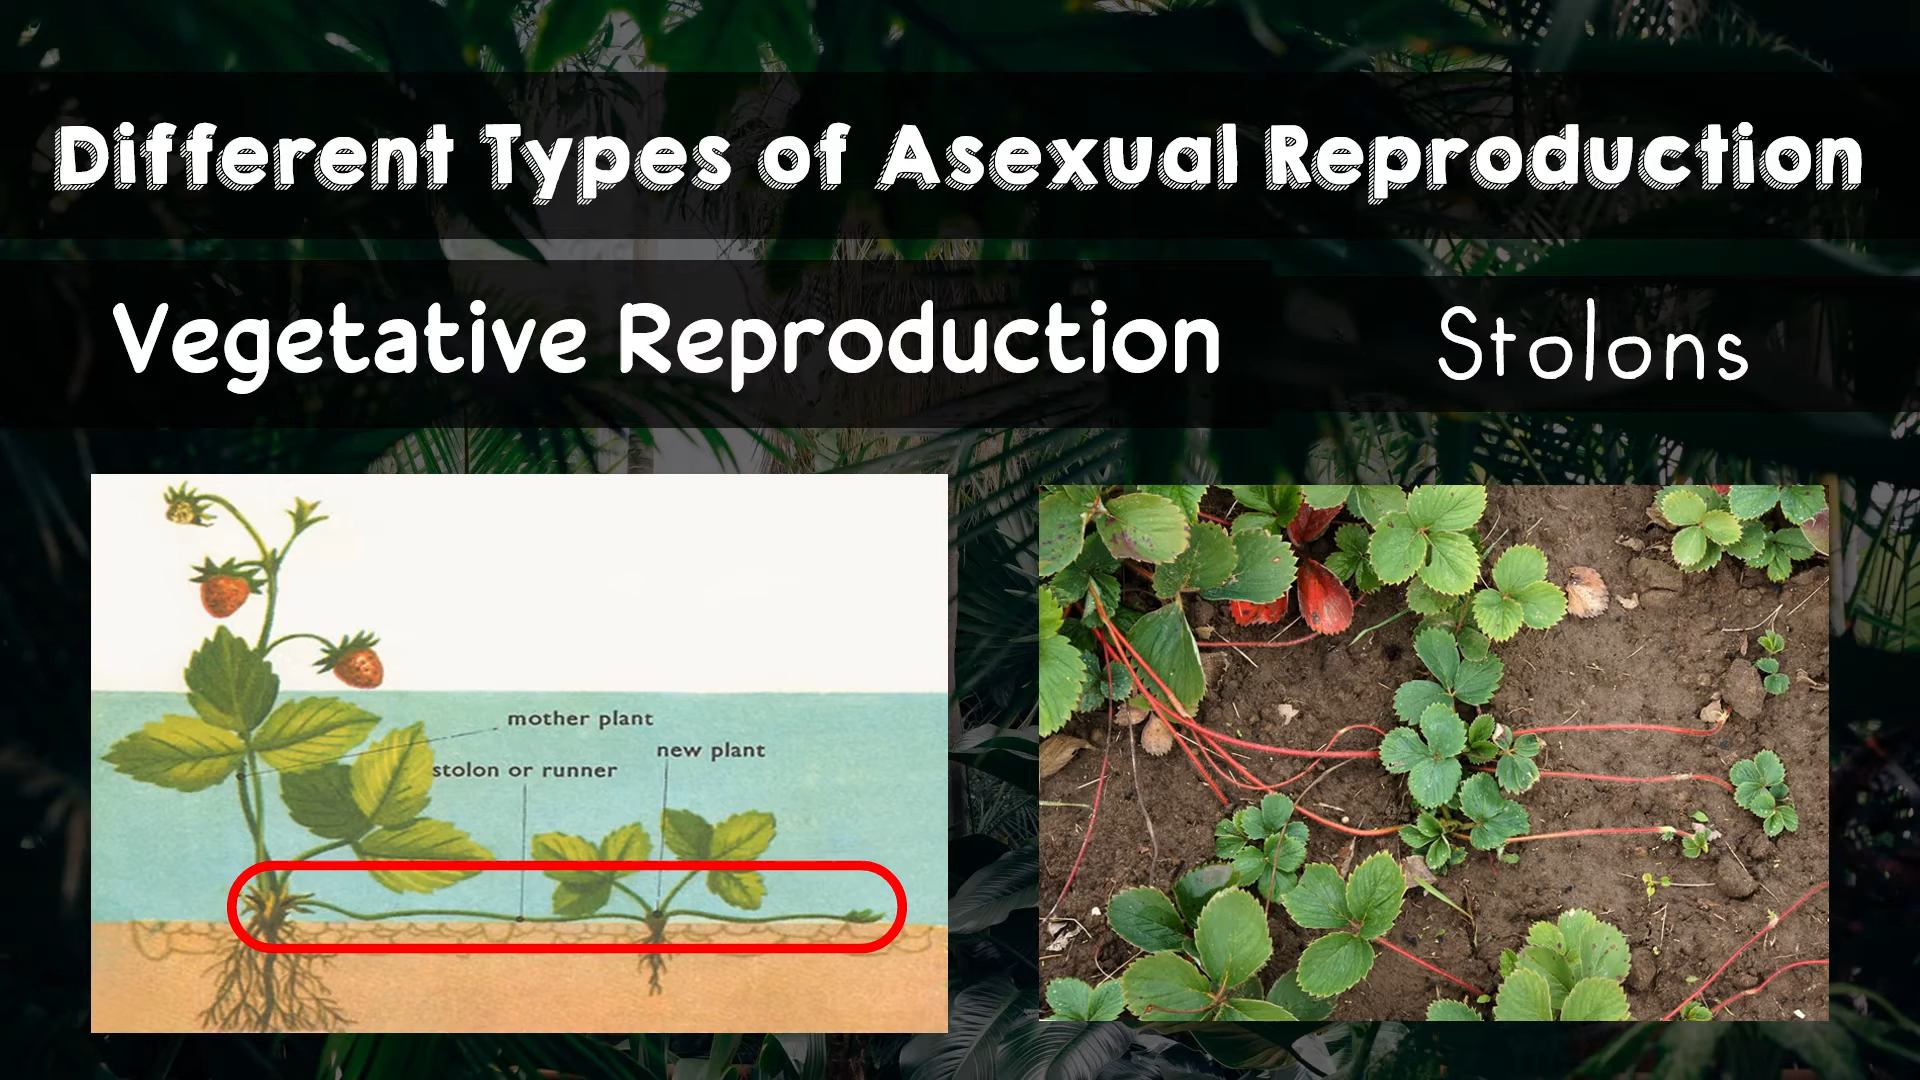 Different Types of Asexual Reproduction
Vegetative Reproduction
Stolons
mother plant
new plant
stolon or runner